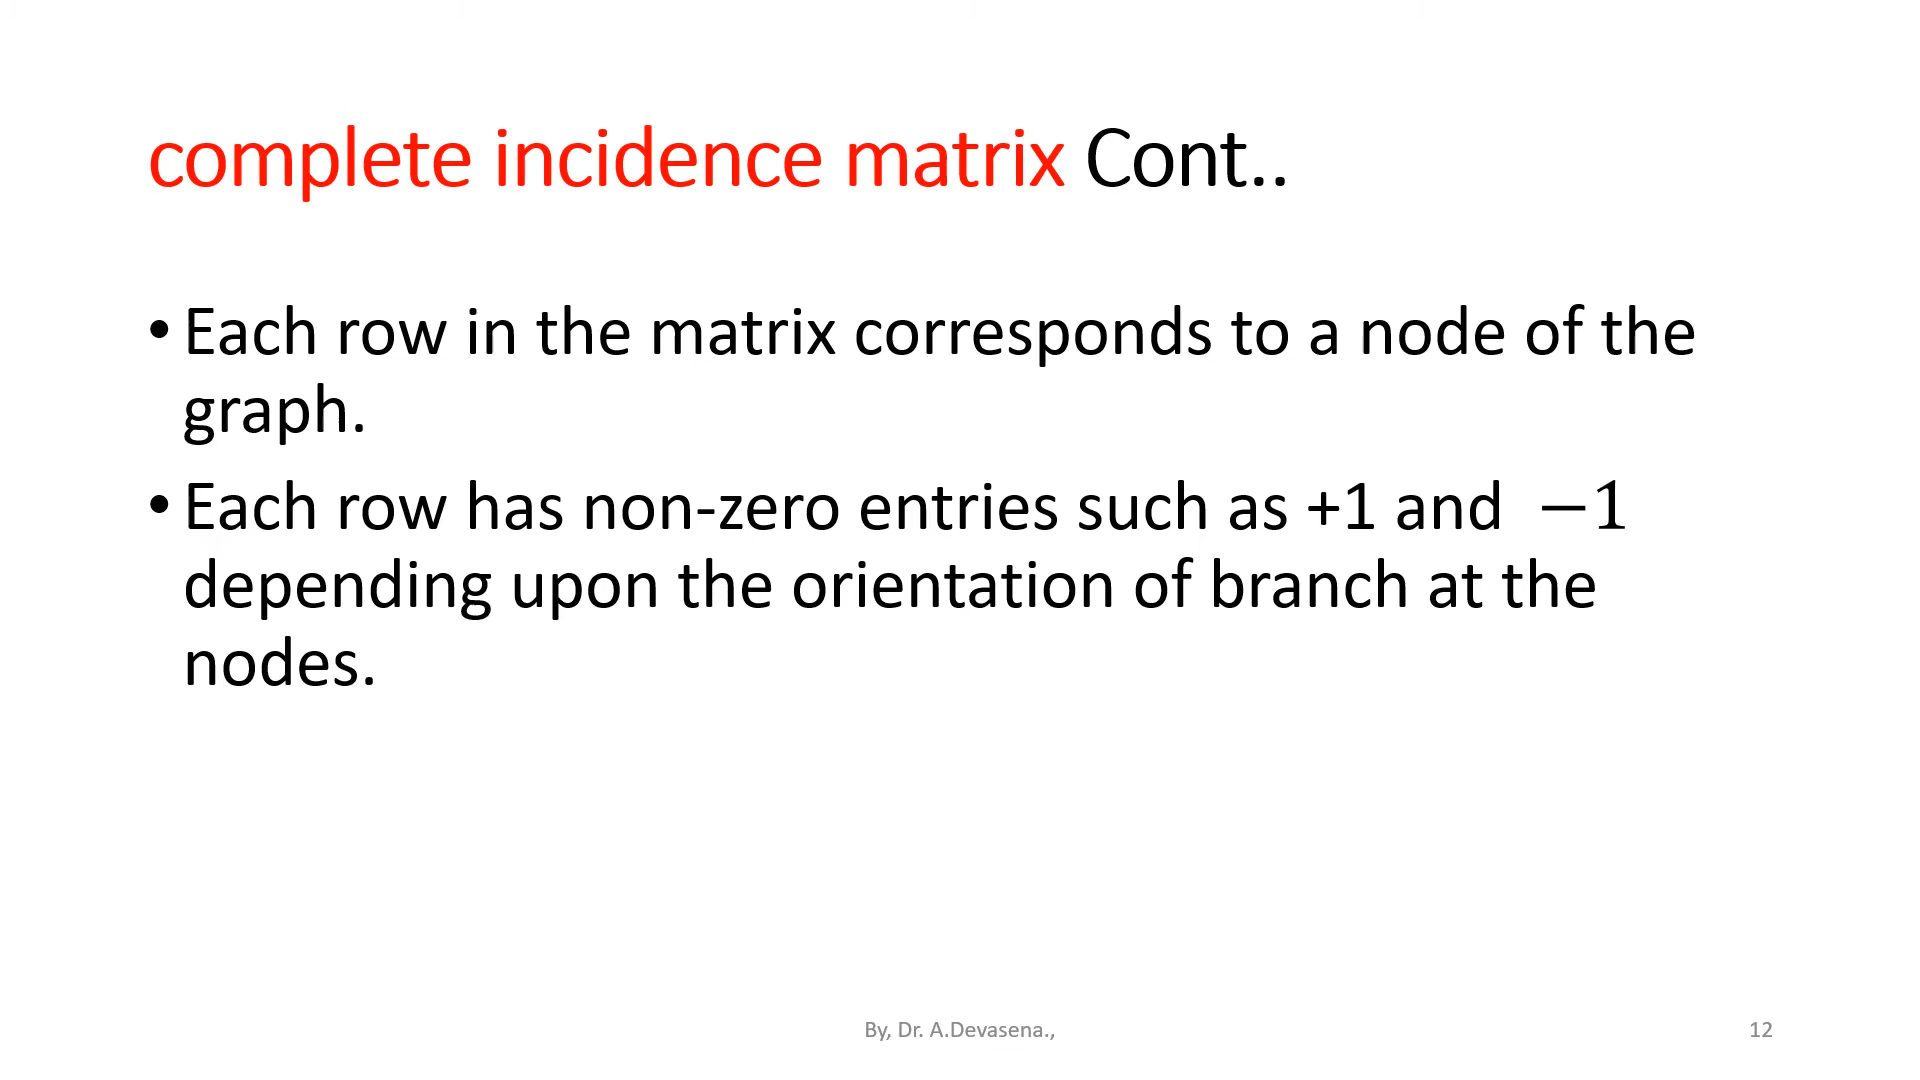 complete incidence matrix Cont..
• Each row in the matrix corresponds to a node of the
graph.
• Each row has non-zero entries such as +1 and −1
depending upon the orientation of branch at the
nodes.
By, Dr. A.Devasena.,
12